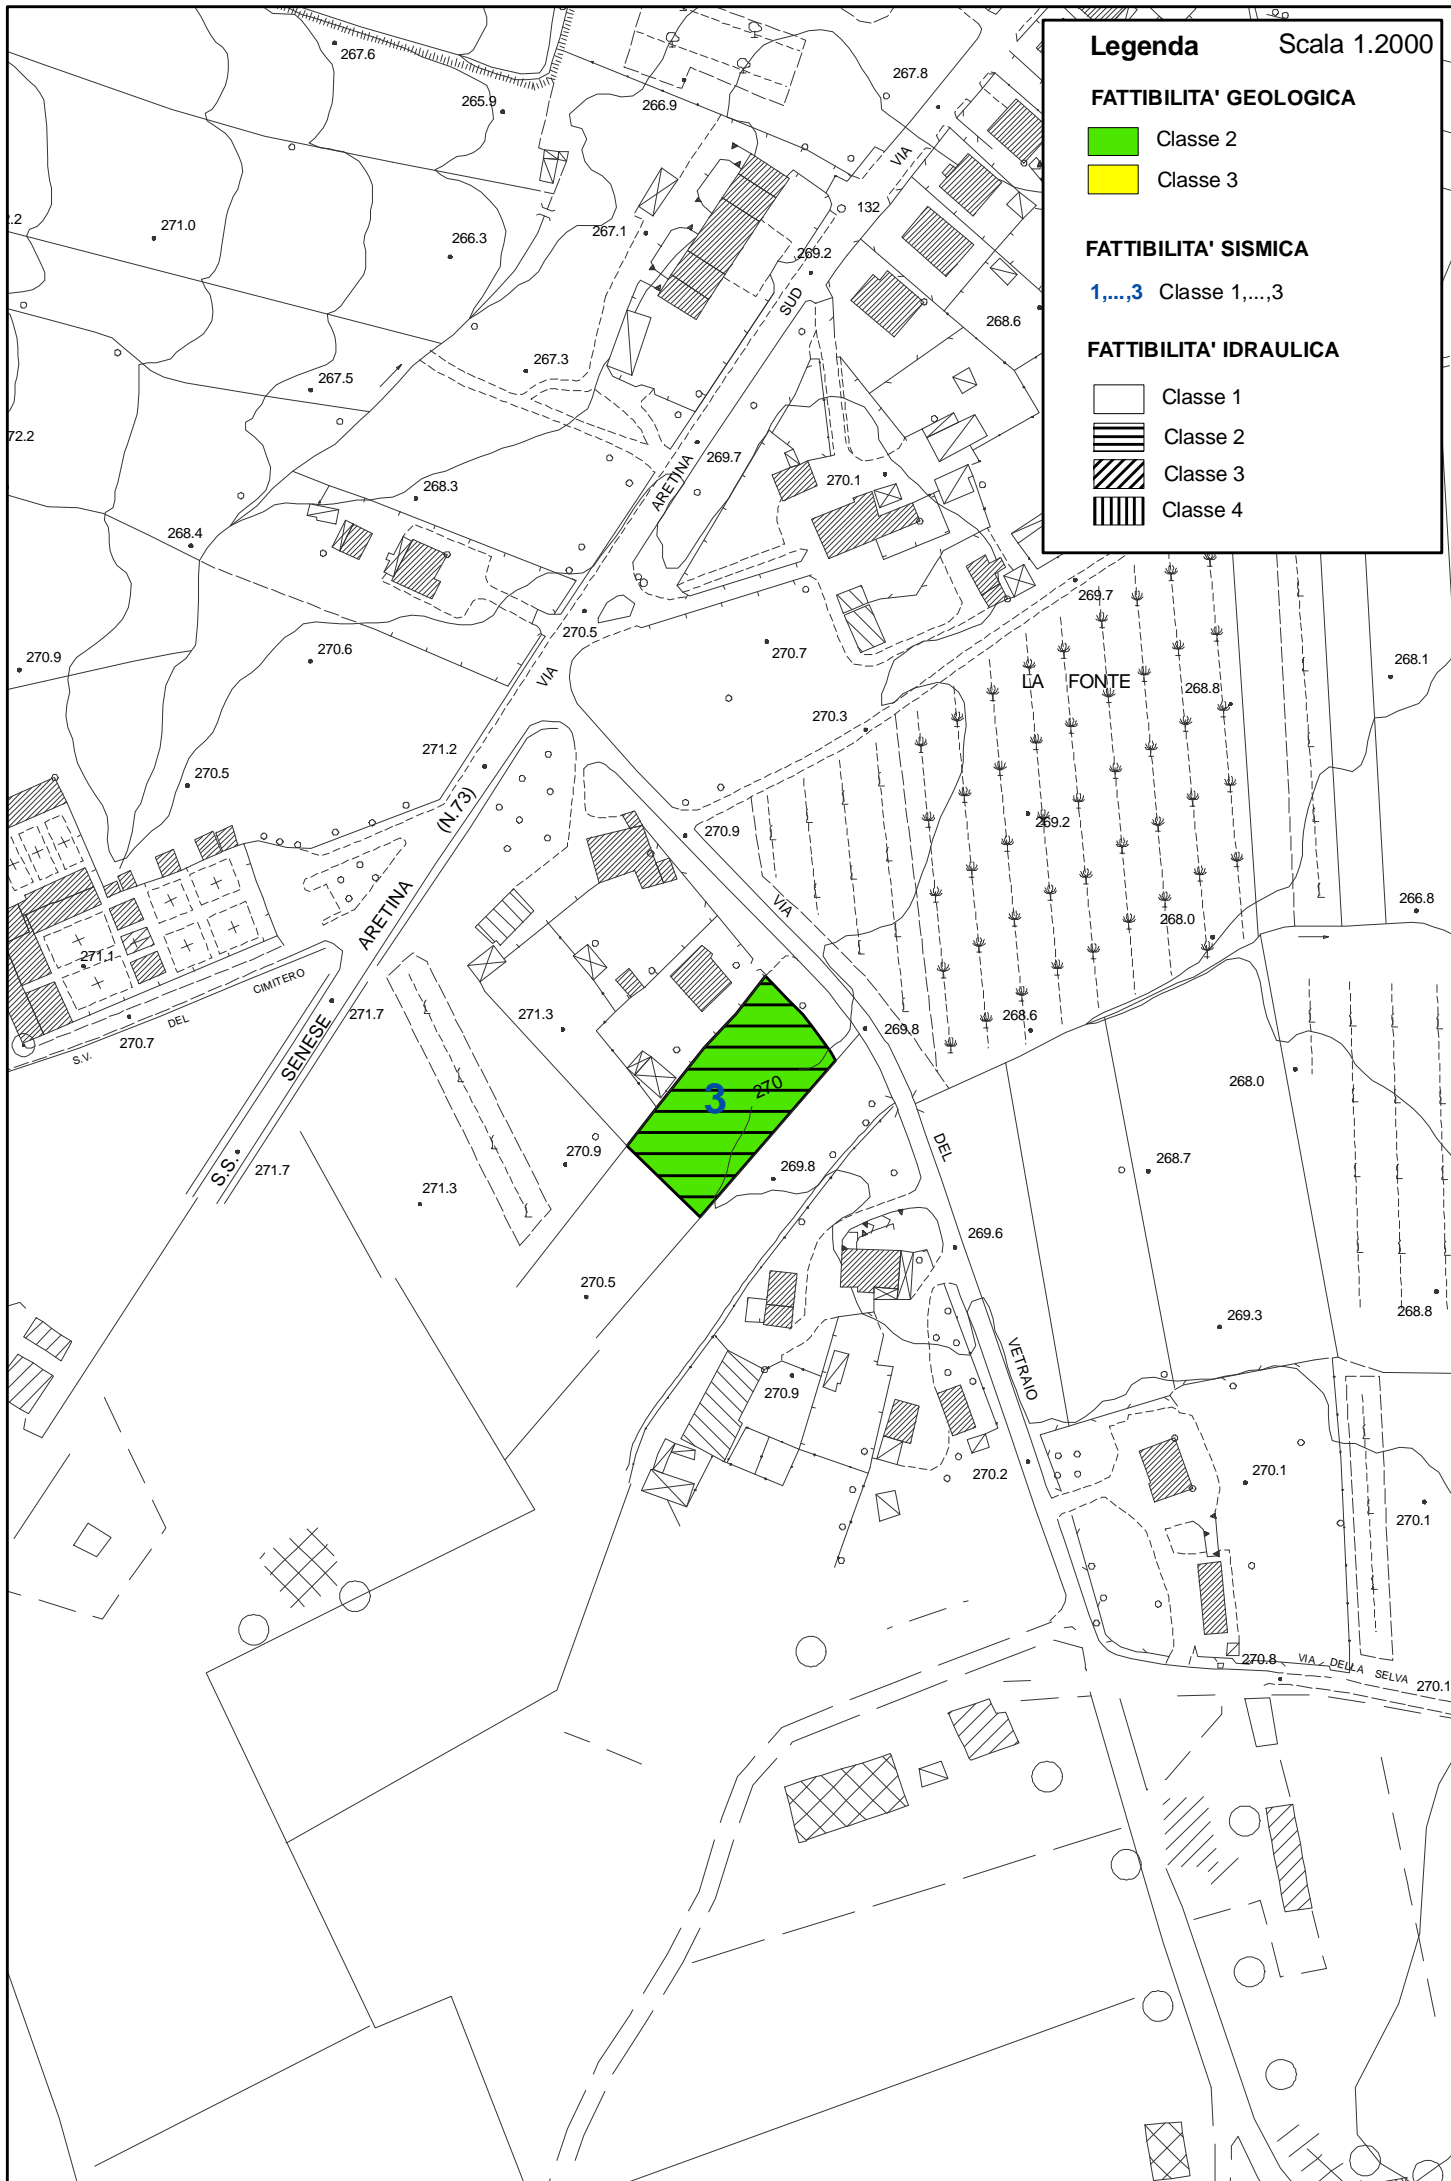 Legenda Scala 1.2000
FATTIBILITA' GEOLOGICA
Classe 2
Classe 3
FATTIBILITA' SISMICA
1,...,3 Classe 1,...,3
FATTIBILITA' IDRAULICA
Classe 1
Classe 2
Classe 3
Classe 4
267.6
265.9
266.9
267.8
VIA
132
271.0
266.3
267.1
269.2
SUD
268.6
267.3
267.5
72.2
268.3
269.7
ARETINA
270.1
268.4
269.7
270.9
270.6
270.5
VIA
270.7
LA FONTE
268.8
268.1
270.3
271.2
270.5
(N.73)
270.9
269.2
VIA
266.8
268.0
ARETINA
271.1
CIMITERO
DEL
S.V.
270.7
271.7
SENESE
271.3
269.8
268.6
268.0
3
270
S.S.
271.7
271.3
270.9
269.8
DEL
268.7
269.6
270.5
269.3
268.8
VETRAIO
270.9
270.2
270.1
270.1
270.8
VIA DELLA SELVA
270.1